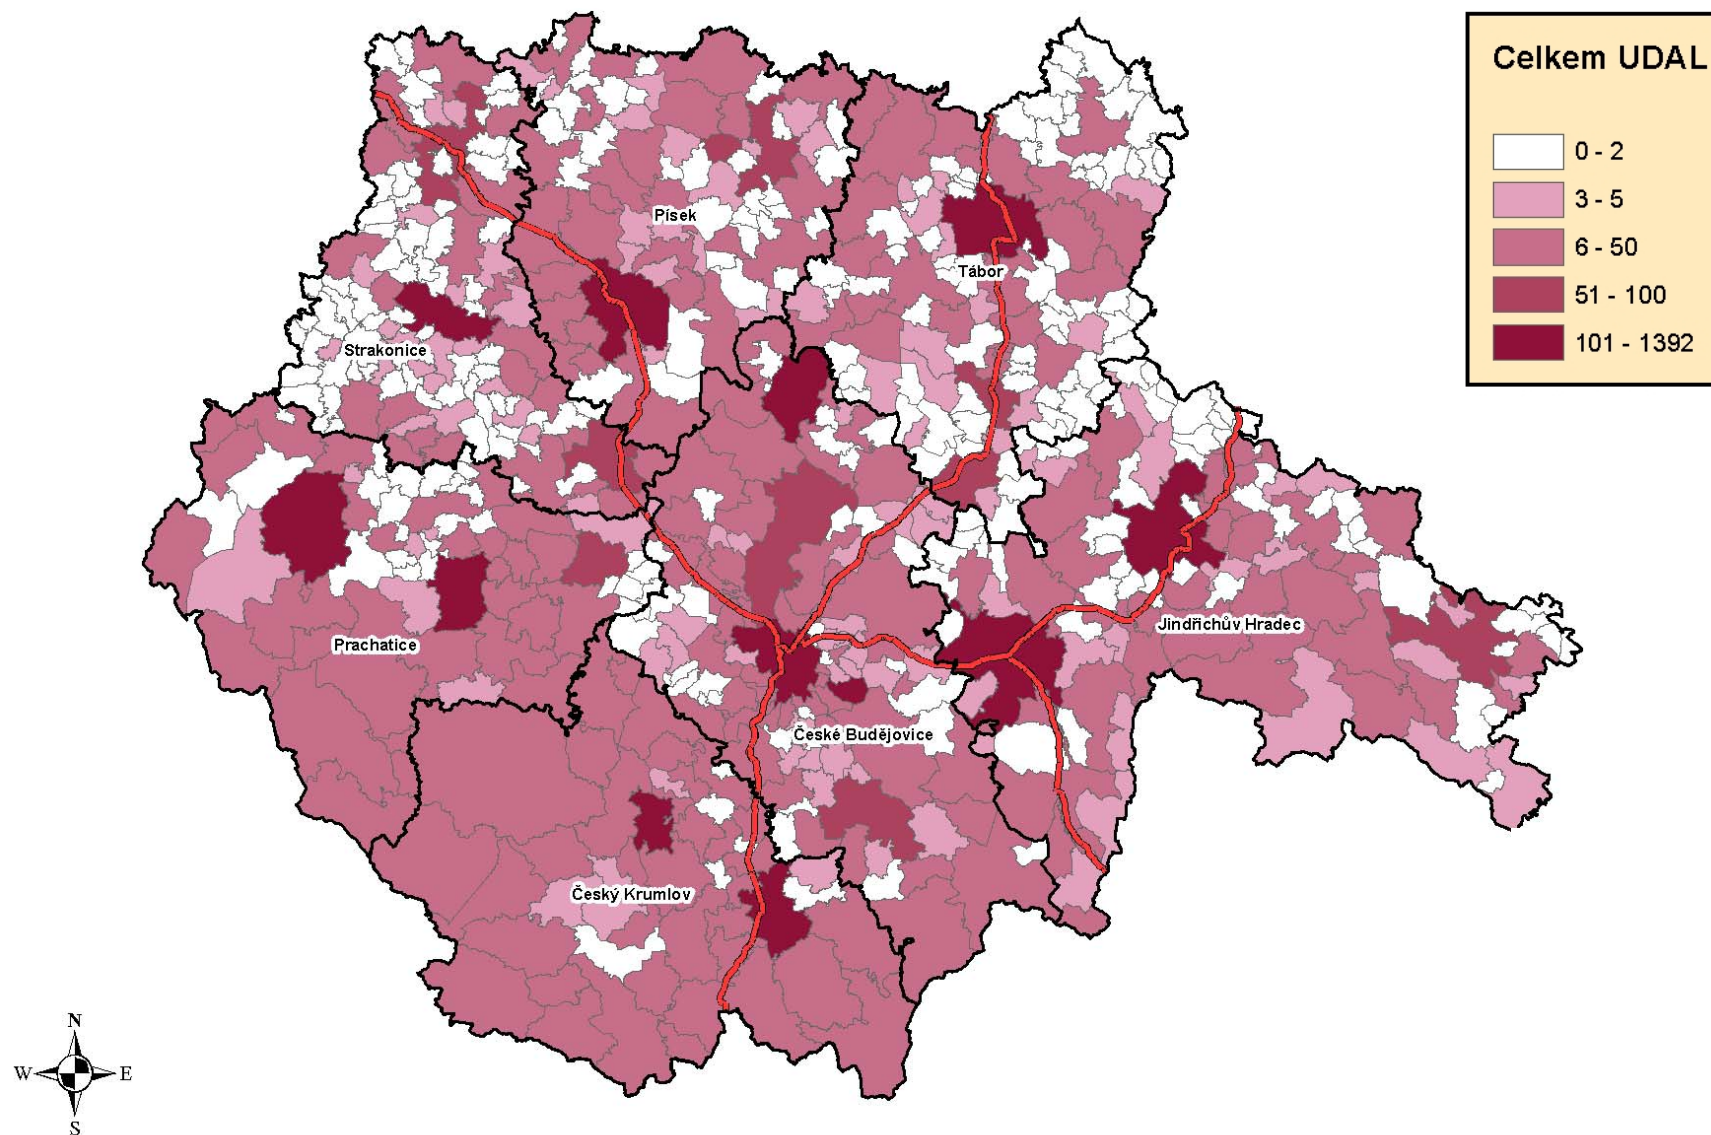 Celkem UDAL
0 - 2
3 - 5
6 - 50
51 - 100
101 - 1392
Písek
Tábor
Strakonice
Jindřichův Hradec
Prachatice
České Budějovice
Český Krumlov
N
W E
S